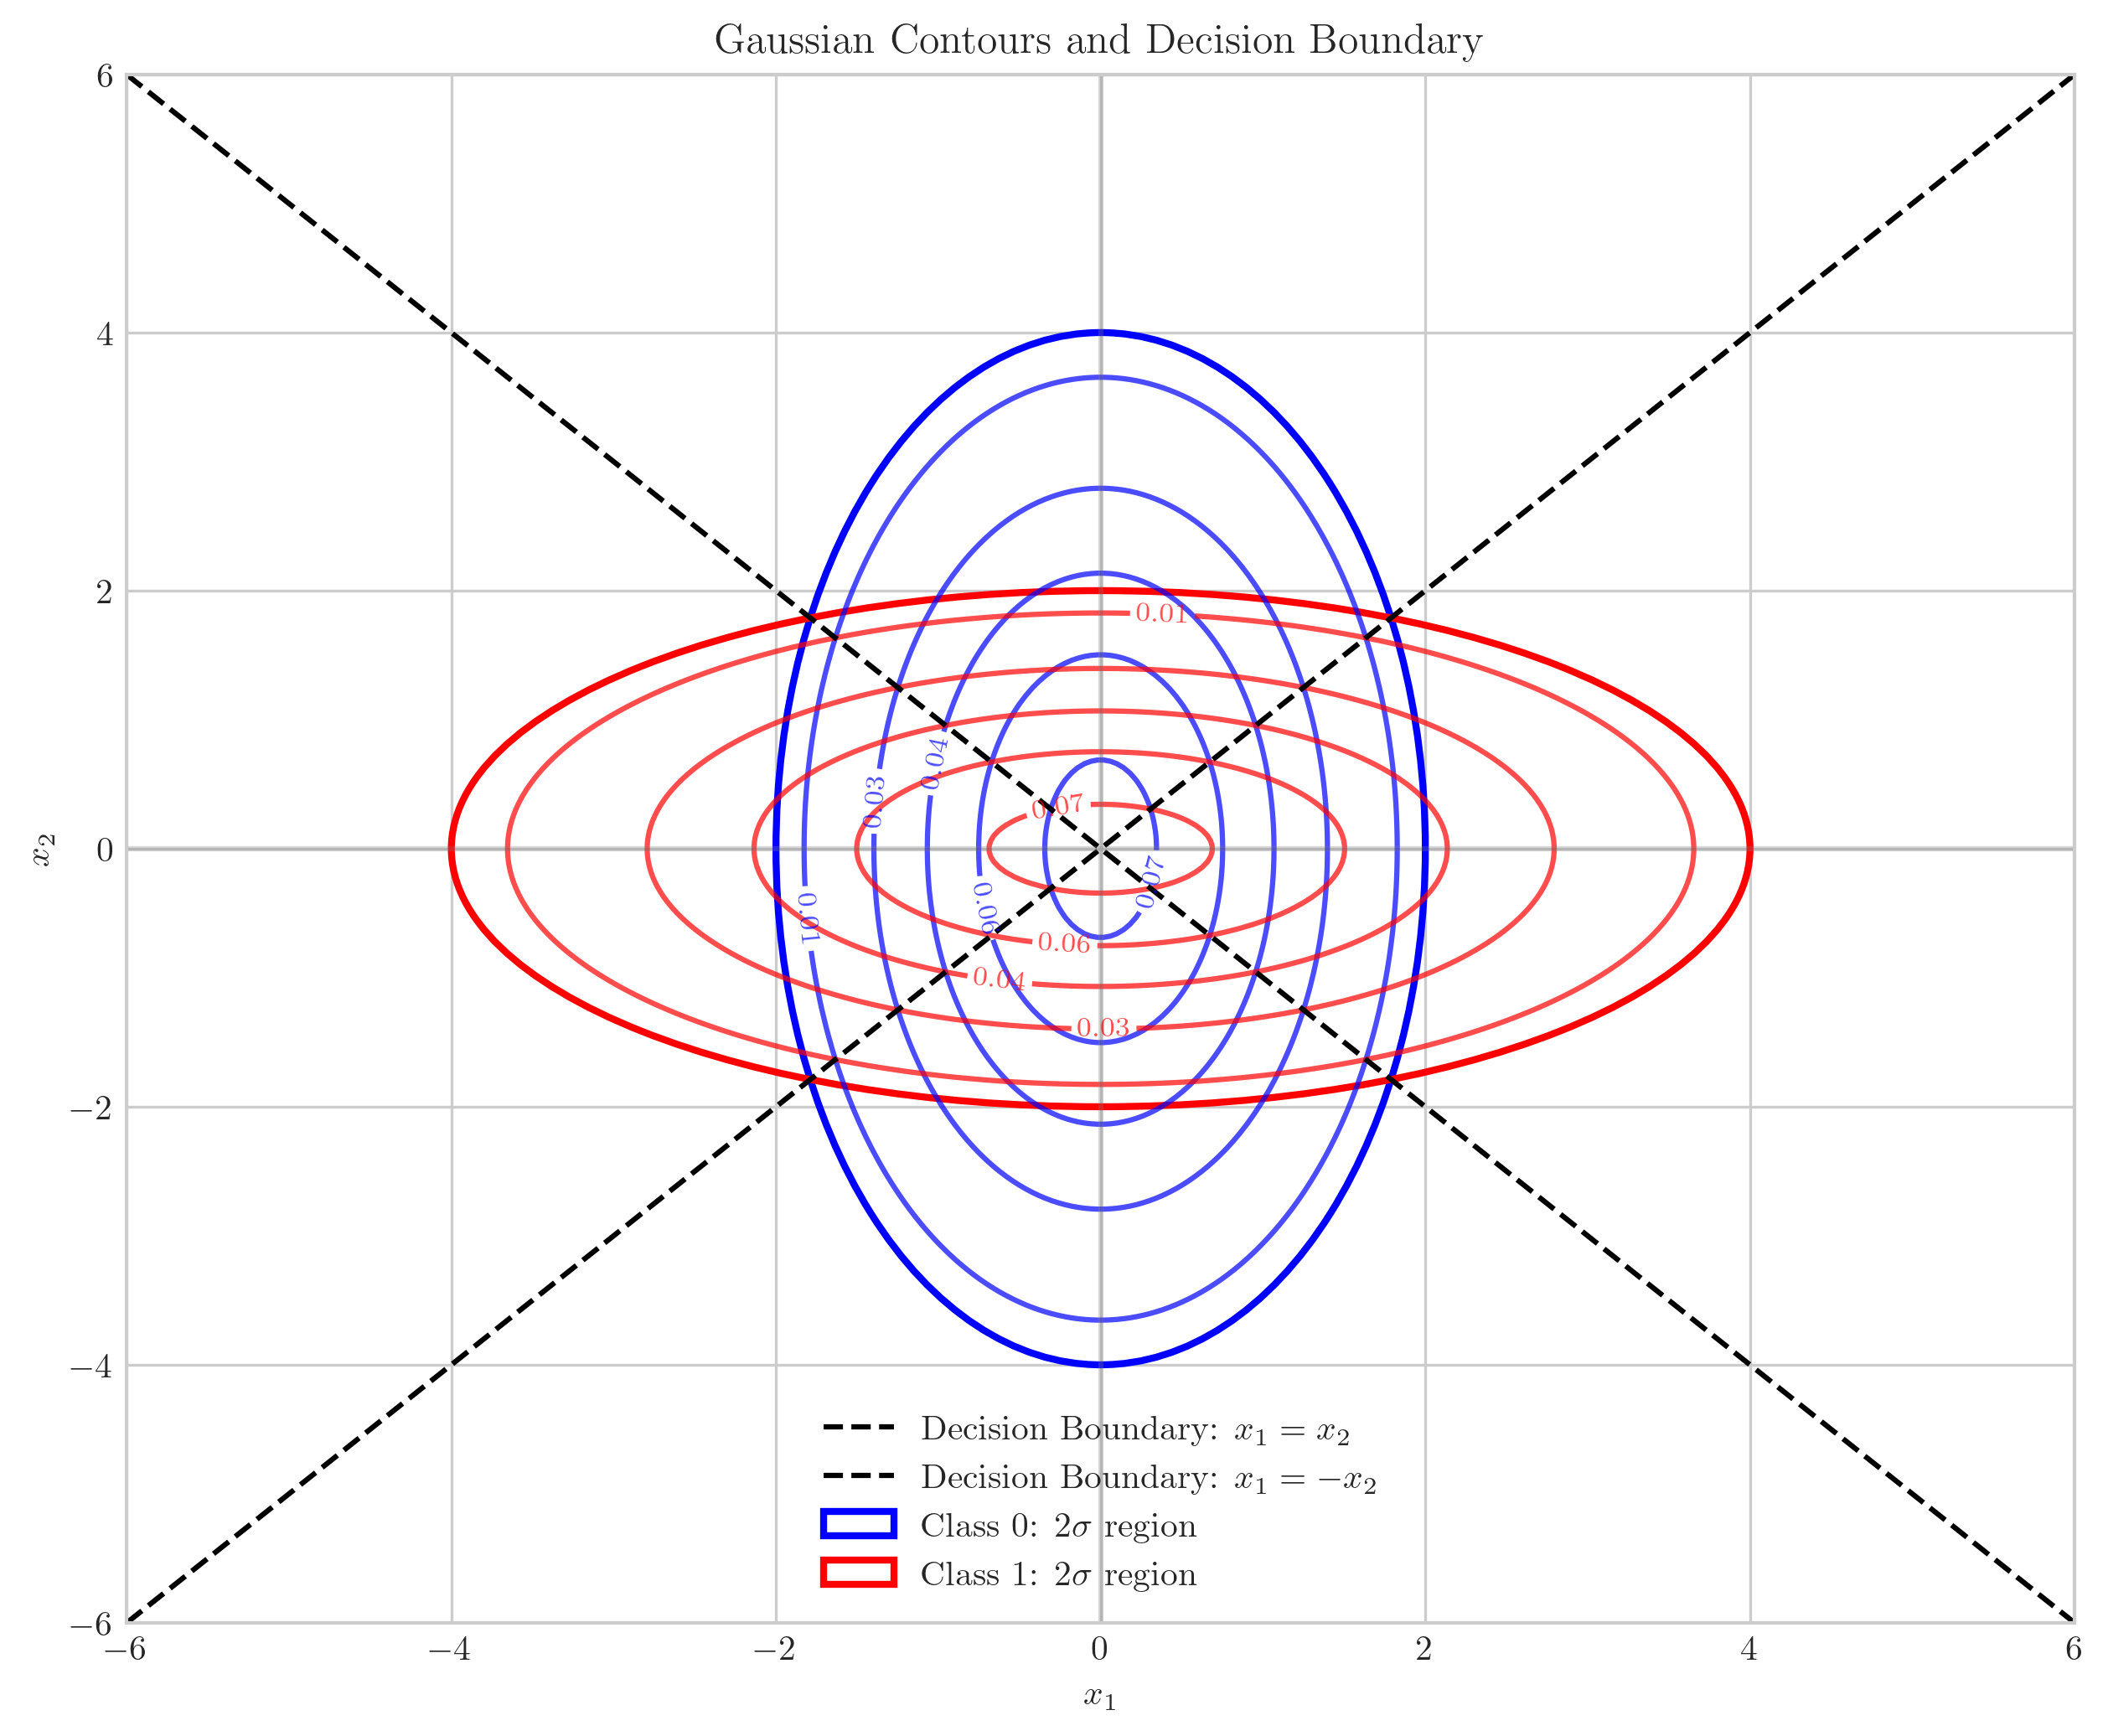 Gaussian Contours and Decision Boundary
6
4
2
0
−2
−4
−6
x₂
0.01
0.04
0.03
0.07
0.07
0.01
0.06
0.06
0.04
0.03
Decision Boundary: x₁ = x₂
Decision Boundary: x₁ = −x₂
Class 0: 2σ region
Class 1: 2σ region
−6 −4 −2 0 2 4 6
x₁